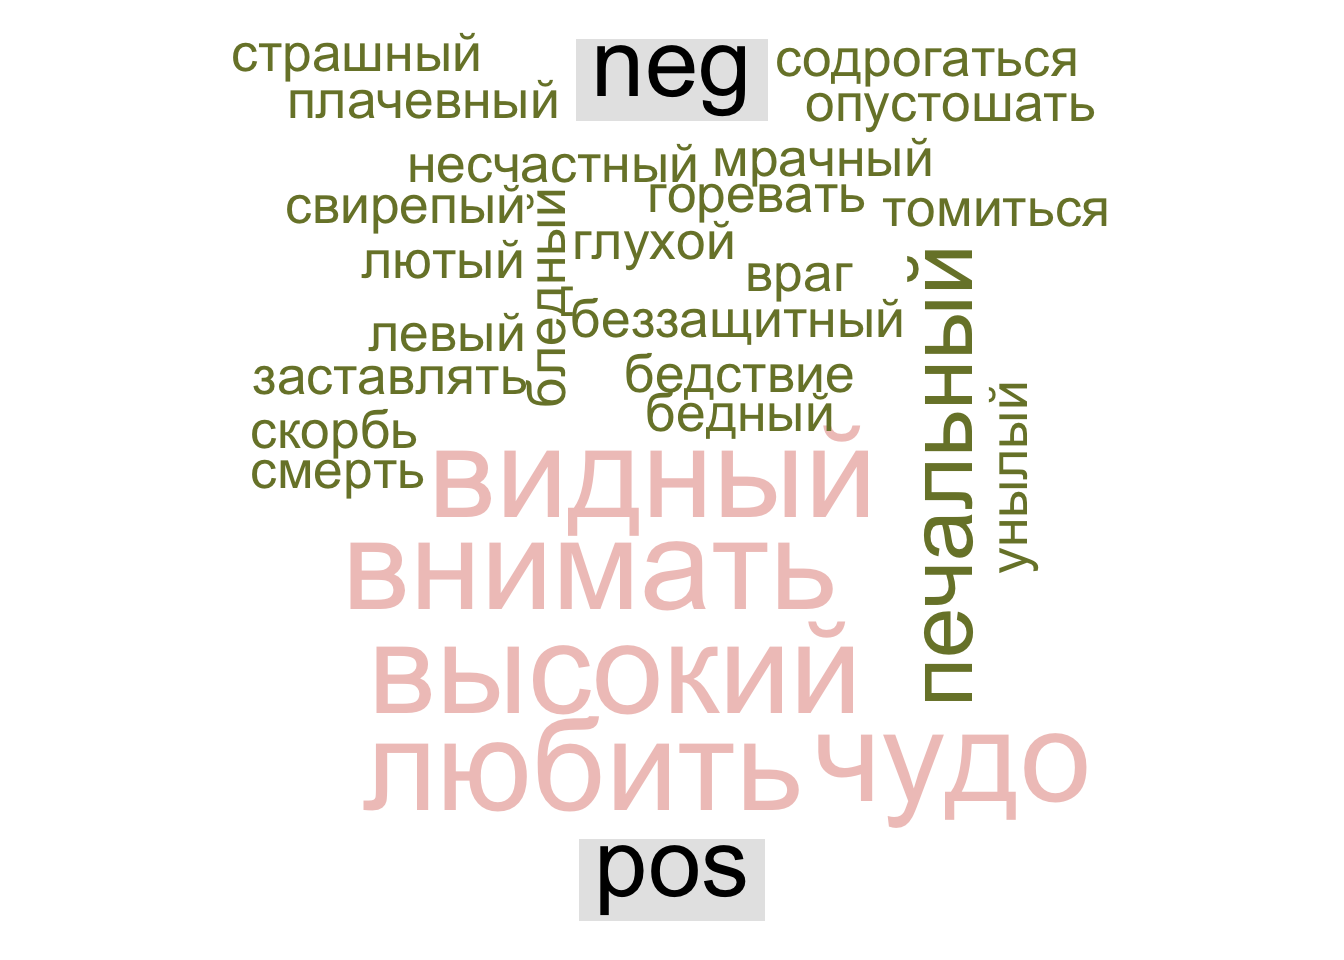 страшный
neg
содрогаться
плачевный
опустошать
несчастный
мрачный
свирепый
горевать
томиться
бледный
глухой
лютый
враг
печальный
левый
беззащитный
заставлять
бедствие
унылый
скорбь
бедный
смерть
видный
внимать
высокий
любить
чудо
pos